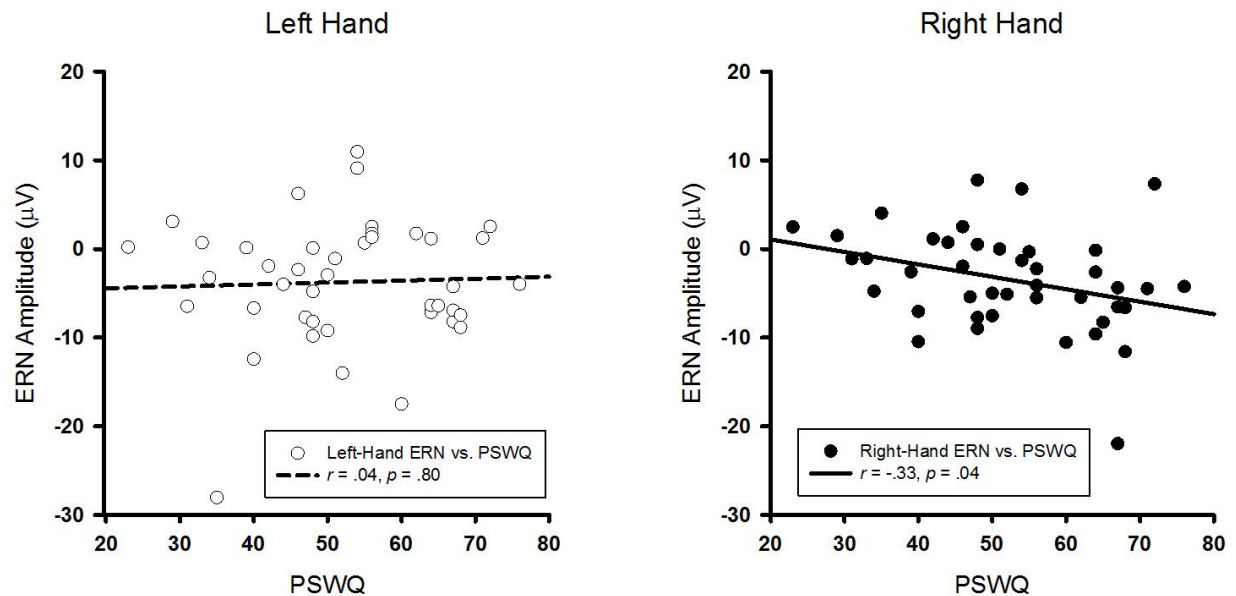 Left Hand
20
10
0
-10
-20
-30
ERN Amplitude (µV)
Left-Hand ERN vs. PSWQ
r = .04, p = .80
20 30 40 50 60 70 80
PSWQ
Right Hand
20
10
0
-10
-20
-30
ERN Amplitude (µV)
Right-Hand ERN vs. PSWQ
r = -.33, p = .04
20 30 40 50 60 70 80
PSWQ